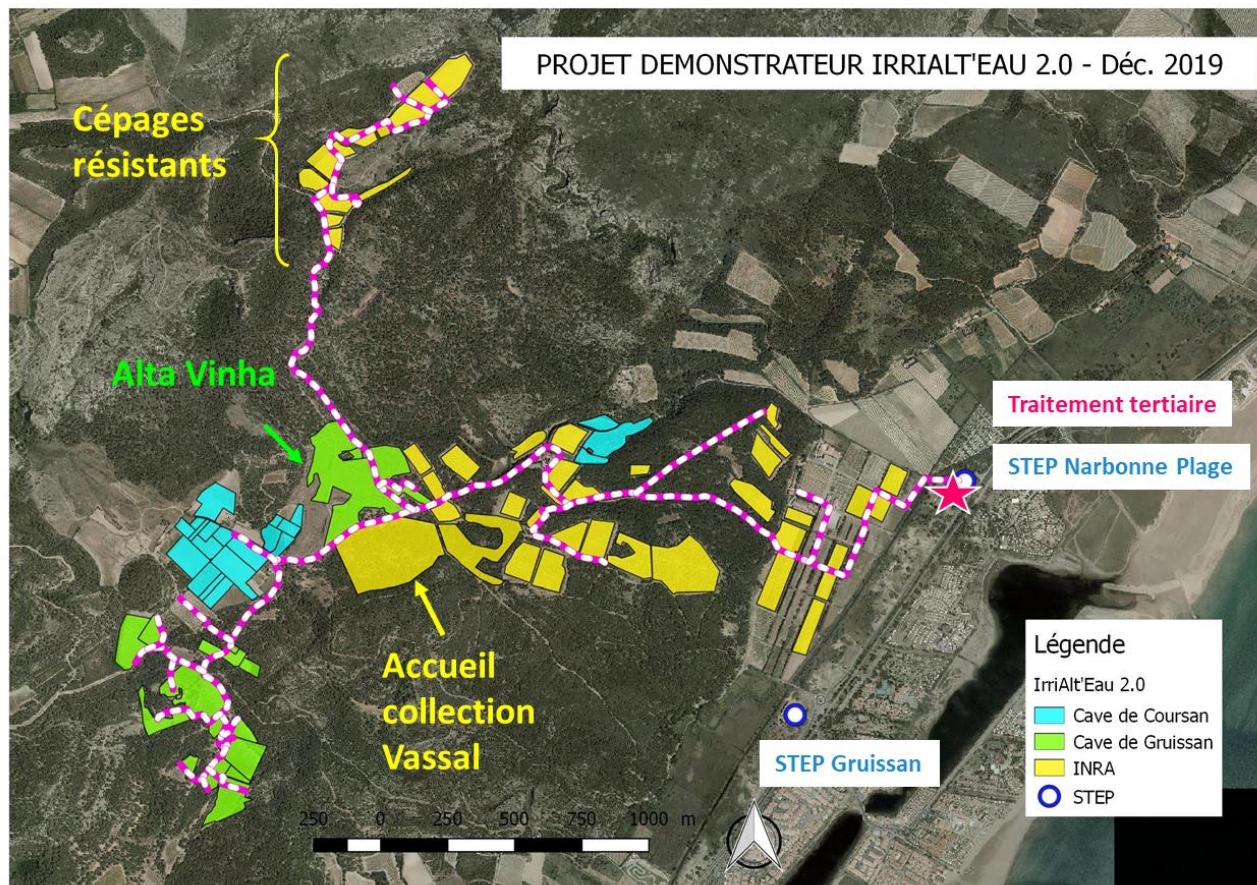 PROJET DEMONSTRATEUR IRRIALT'EAU 2.0 - Déc. 2019
Cépages
résistants
Alta Vinha
Traitement tertiaire
STEP Narbonne Plage
Accueil
collection
Vassal
STEP Gruissan
Légende
IrriAlt'Eau 2.0
Cave de Coursan
Cave de Gruissan
INRA
STEP
250 0 250 500 750 1000 m